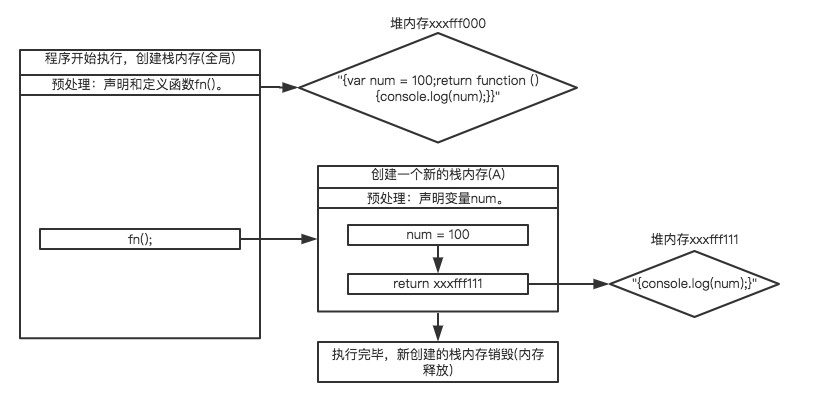 堆内存xxxfff000
程序开始执行，创建栈内存(全局)
预处理：声明和定义函数fn()。
"{var num = 100;return function ()
{console.log(num);}}"
创建一个新的栈内存(A)
预处理：声明变量num。
fn();
num = 100
堆内存xxxfff111
return xxxfff111
"{console.log(num);}"
执行完毕，新创建的栈内存销毁(内存
释放)